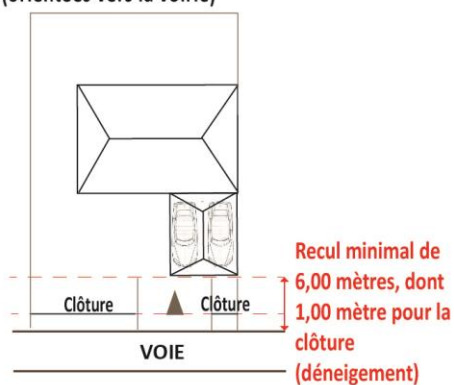 (orientées vers la voirie)
Recul minimal de
6,00 mètres, dont
Clôture Clôture 1,00 mètre pour la
clôture
VOIE
(déneigement)